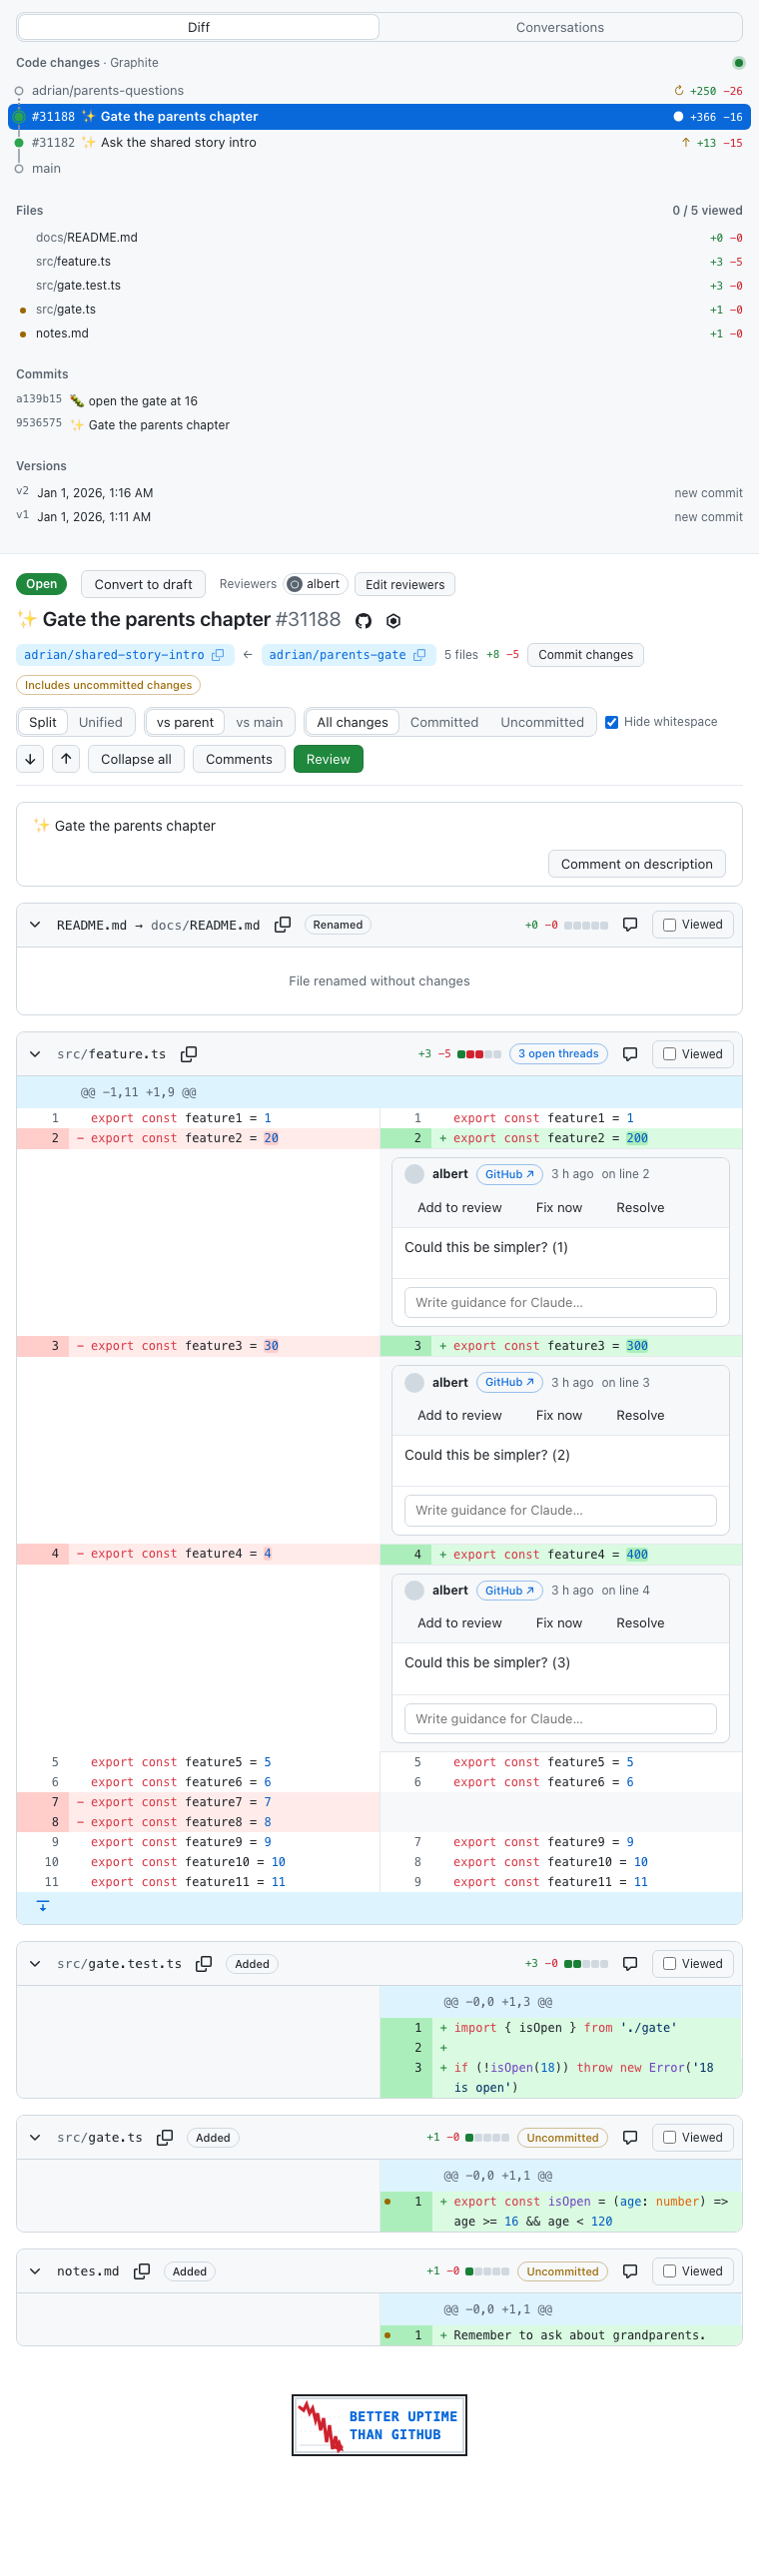 Diff Conversations
Code changes · Graphite
adrian/parents-questions +250 −26
#31188 ✨ Gate the parents chapter +366 −16
#31182 ✨ Ask the shared story intro ↑ +13 −15
main
Files 0 / 5 viewed
docs/README.md +0 −0
src/feature.ts +3 −5
src/gate.test.ts +3 −0
src/gate.ts +1 −0
notes.md +1 −0
Commits
a139b15 🐛 open the gate at 16
9536575 ✨ Gate the parents chapter
Versions
v2 Jan 1, 2026, 1:16 AM new commit
v1 Jan 1, 2026, 1:11 AM new commit
Open Convert to draft Reviewers albert Edit reviewers
✨ Gate the parents chapter #31188
adrian/shared-story-intro ← adrian/parents-gate 5 files +8 −5 Commit changes
Includes uncommitted changes
Split Unified vs parent vs main All changes Committed Uncommitted Hide whitespace
↓ ↑ Collapse all Comments Review
✨ Gate the parents chapter
Comment on description
README.md → docs/README.md Renamed +0 −0 Viewed
File renamed without changes
src/feature.ts +3 −5 3 open threads Viewed
@@ −1,11 +1,9 @@
1 export const feature1 = 1 1 export const feature1 = 1
2 − export const feature2 = 20 2 + export const feature2 = 200
albert GitHub ↗ 3 h ago on line 2
Add to review Fix now Resolve
Could this be simpler? (1)
Write guidance for Claude…
3 − export const feature3 = 30 3 + export const feature3 = 300
albert GitHub ↗ 3 h ago on line 3
Add to review Fix now Resolve
Could this be simpler? (2)
Write guidance for Claude…
4 − export const feature4 = 4 4 + export const feature4 = 400
albert GitHub ↗ 3 h ago on line 4
Add to review Fix now Resolve
Could this be simpler? (3)
Write guidance for Claude…
5 export const feature5 = 5 5 export const feature5 = 5
6 export const feature6 = 6 6 export const feature6 = 6
7 − export const feature7 = 7
8 − export const feature8 = 8
9 export const feature9 = 9 7 export const feature9 = 9
10 export const feature10 = 10 8 export const feature10 = 10
11 export const feature11 = 11 9 export const feature11 = 11
src/gate.test.ts Added +3 −0 Viewed
@@ −0,0 +1,3 @@
1 + import { isOpen } from './gate'
2 +
3 + if (!isOpen(18)) throw new Error('18
is open')
src/gate.ts Added +1 −0 Uncommitted Viewed
@@ −0,0 +1,1 @@
1 + export const isOpen = (age: number) =>
age >= 16 && age < 120
notes.md Added +1 −0 Uncommitted Viewed
@@ −0,0 +1,1 @@
1 + Remember to ask about grandparents.
BETTER UPTIME
THAN GITHUB